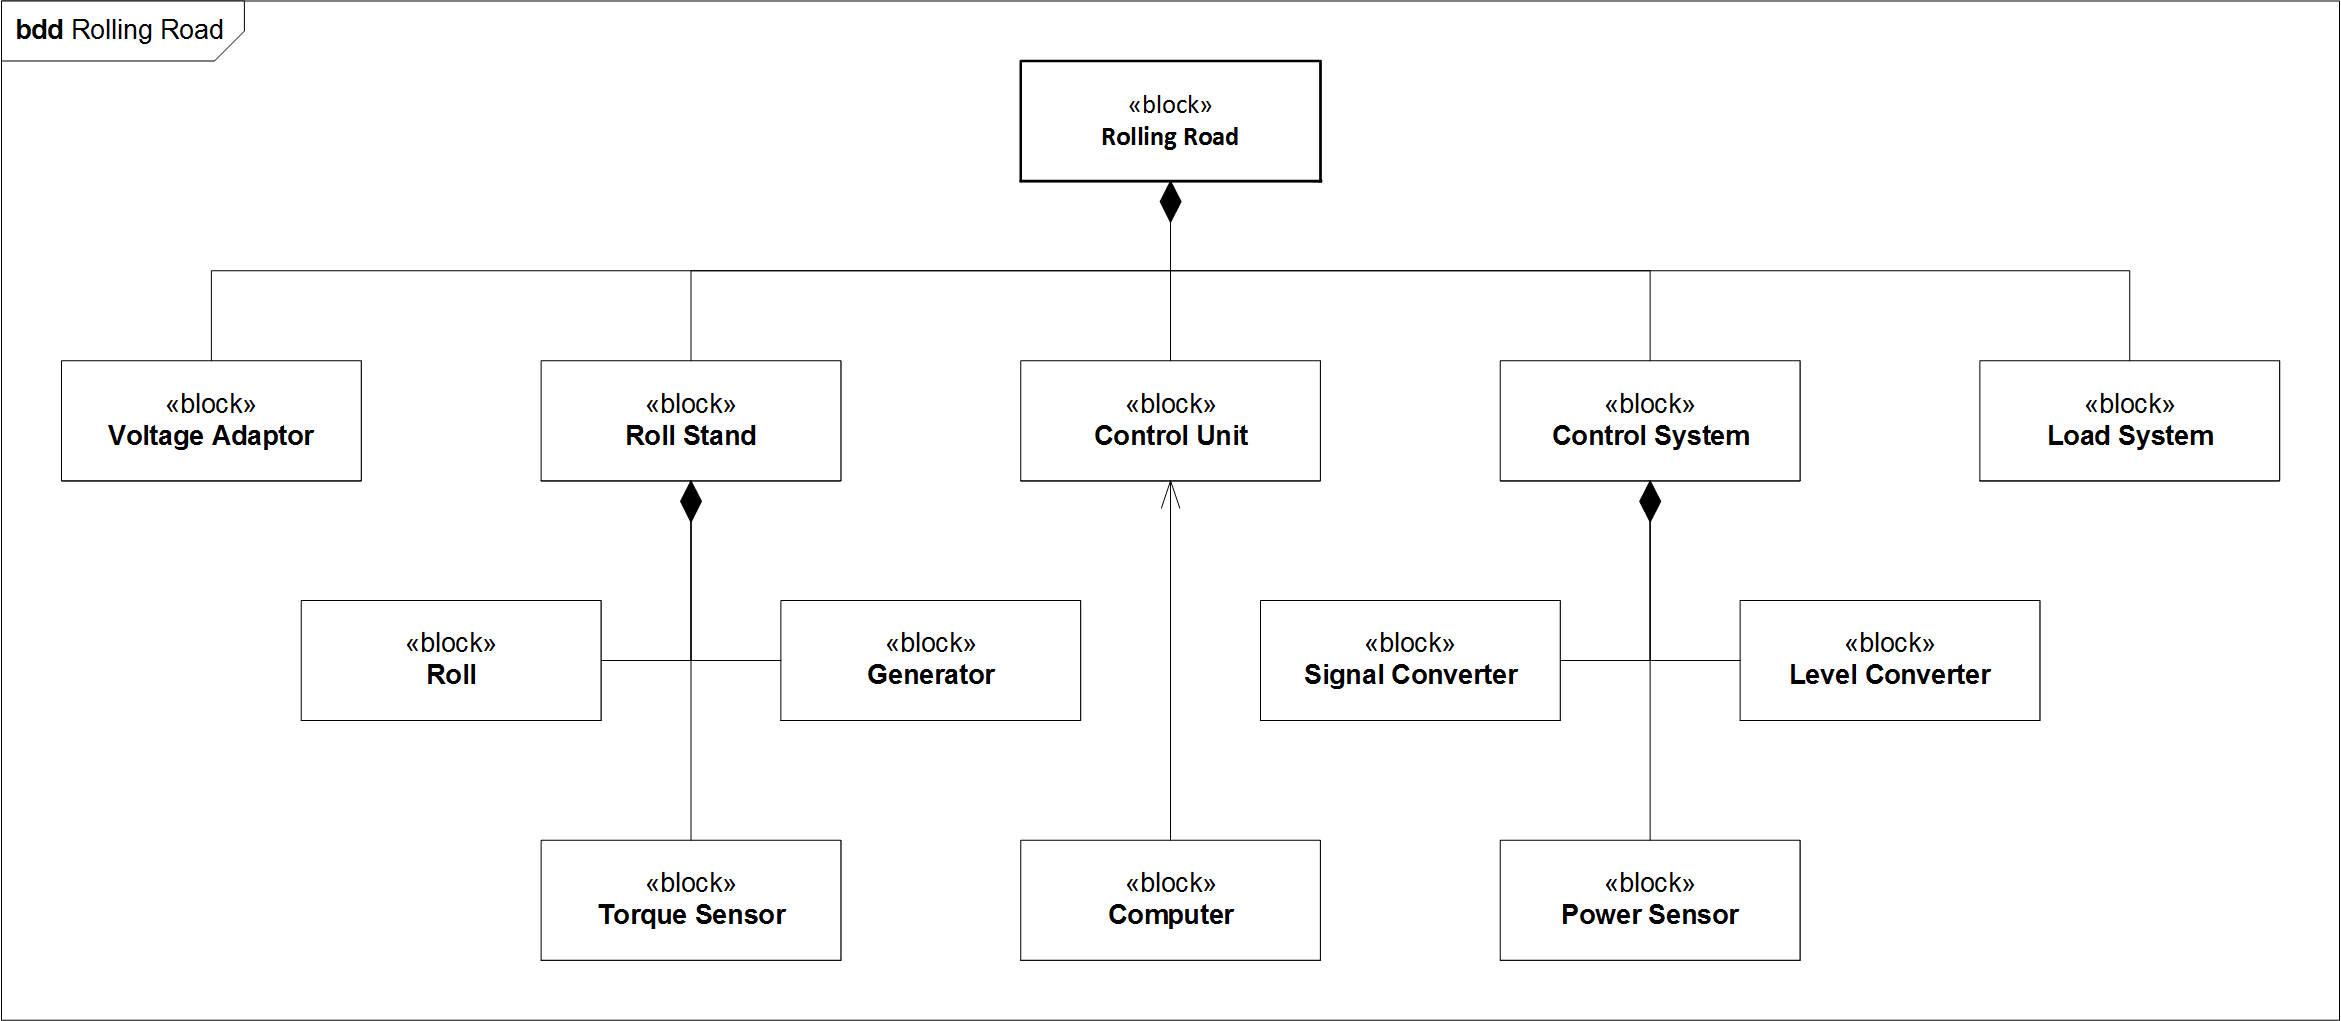 bdd Rolling Road
«block»
Rolling Road
«block»
Voltage Adaptor
«block»
Roll Stand
«block»
Control Unit
«block»
Control System
«block»
Load System
«block»
Roll
«block»
Generator
«block»
Signal Converter
«block»
Level Converter
«block»
Torque Sensor
«block»
Computer
«block»
Power Sensor